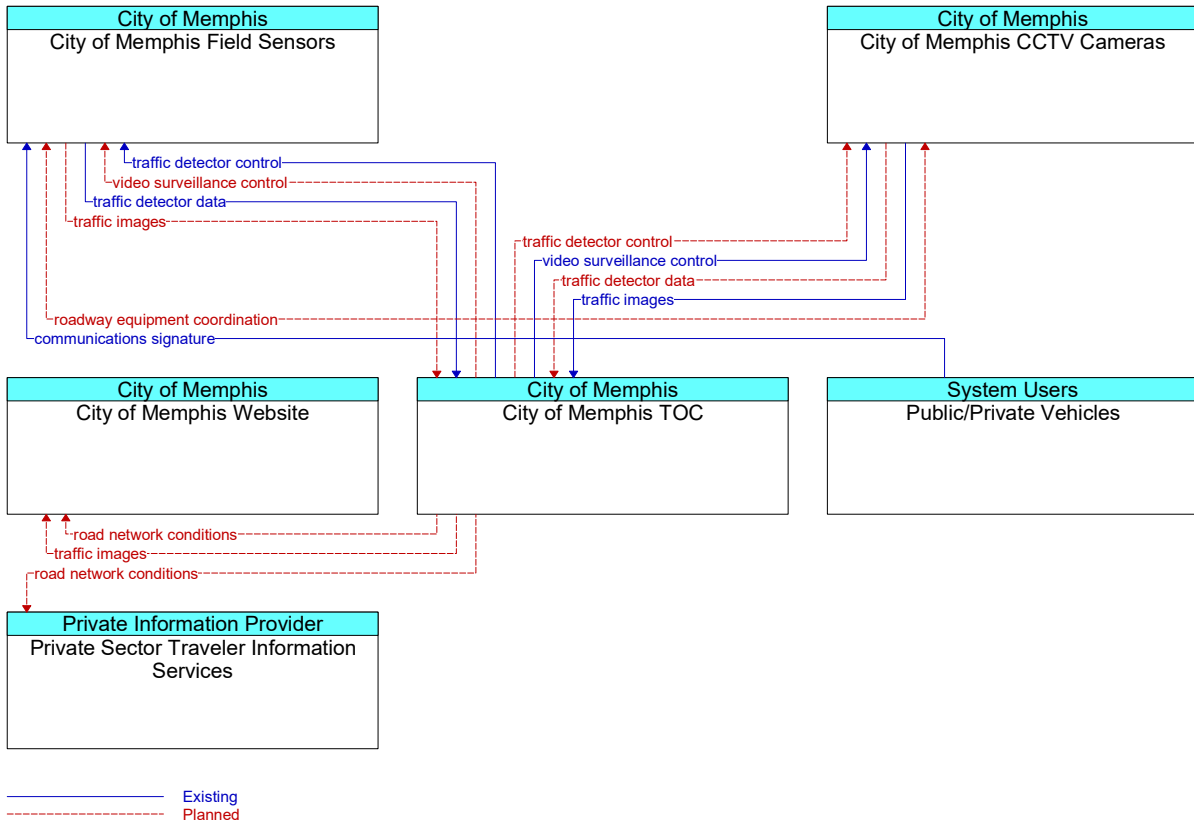 City of Memphis
City of Memphis Field Sensors
City of Memphis
City of Memphis CCTV Cameras
traffic detector control
video surveillance control
traffic detector data
traffic images
traffic detector control
video surveillance control
traffic detector data
traffic images
roadway equipment coordination
communications signature
City of Memphis
City of Memphis Website
City of Memphis
City of Memphis TOC
System Users
Public/Private Vehicles
road network conditions
traffic images
road network conditions
Private Information Provider
Private Sector Traveler Information
Services
Existing
Planned